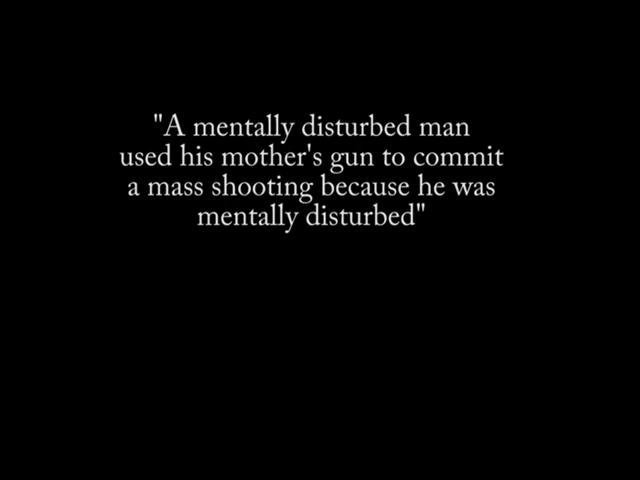 "A mentally disturbed man
used his mother's gun to commit
a mass shooting because he was
mentally disturbed"